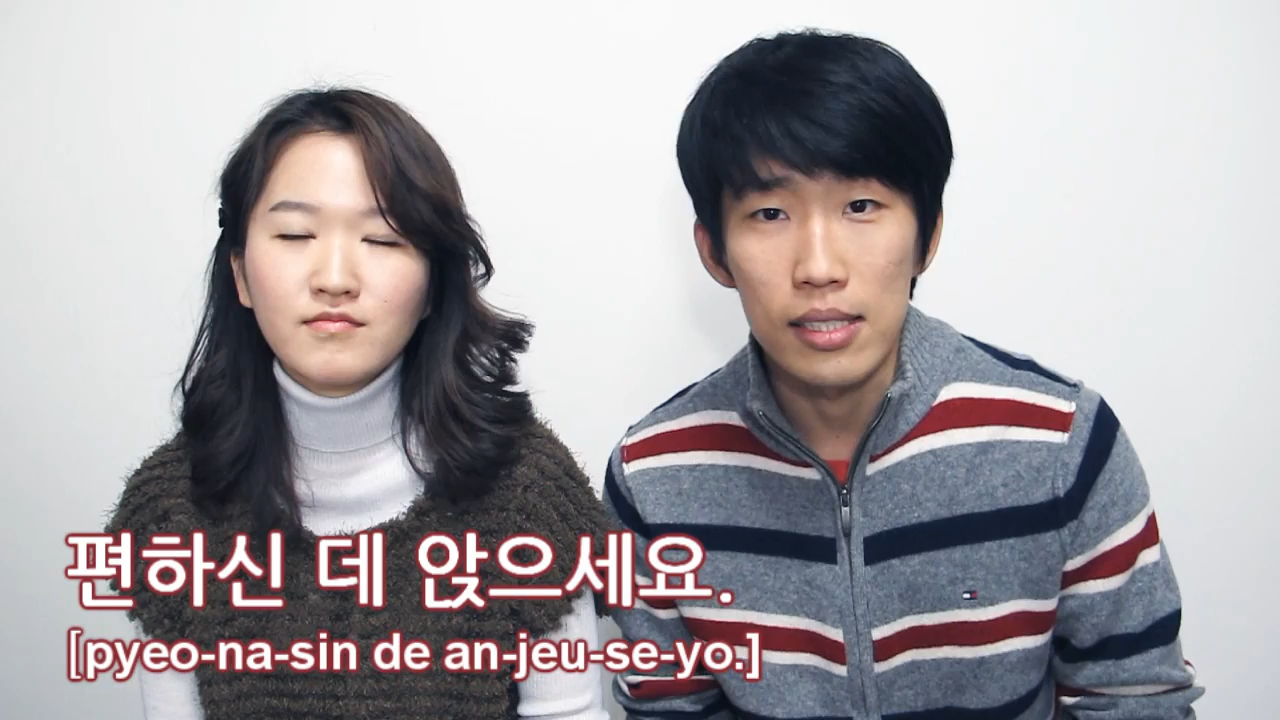 편하신 데 앉으세요.
[pyeo-na-sin de an-jeu-se-yo.]